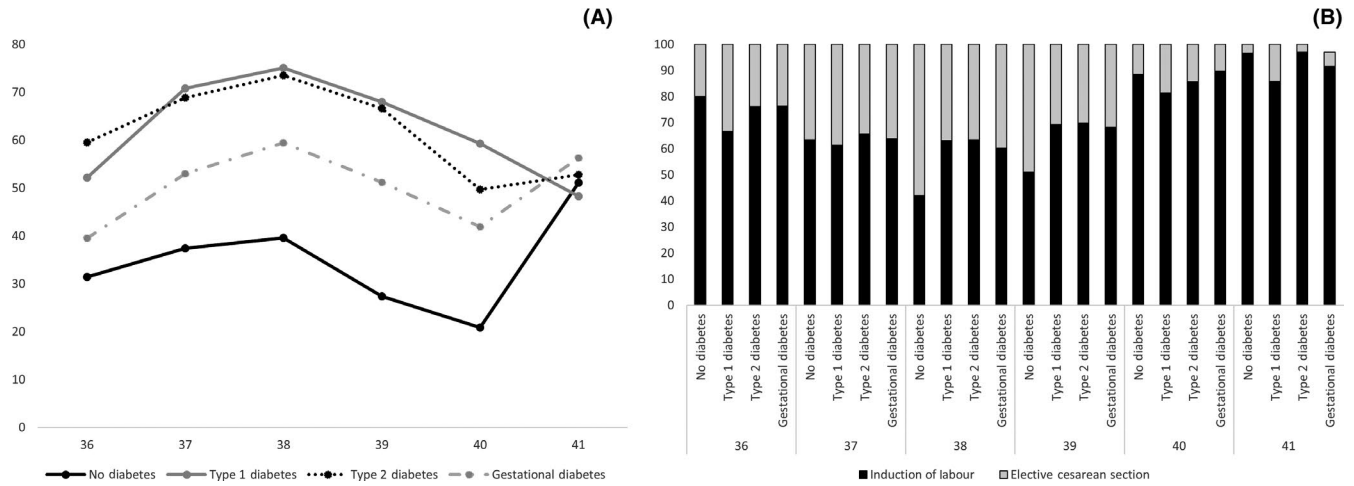 (A)
80
70
60
50
40
30
20
10
0
36 37 38 39 40 41
No diabetes Type 1 diabetes Type 2 diabetes Gestational diabetes
(B)
100
90
80
70
60
50
40
30
20
10
0
No diabetes
Type 1 diabetes
Type 2 diabetes
Gestational diabetes
No diabetes
Type 1 diabetes
Type 2 diabetes
Gestational diabetes
No diabetes
Type 1 diabetes
Type 2 diabetes
Gestational diabetes
No diabetes
Type 1 diabetes
Type 2 diabetes
Gestational diabetes
No diabetes
Type 1 diabetes
Type 2 diabetes
Gestational diabetes
No diabetes
Type 1 diabetes
Type 2 diabetes
Gestational diabetes
36 37 38 39 40 41
Induction of labour Elective cesarean section